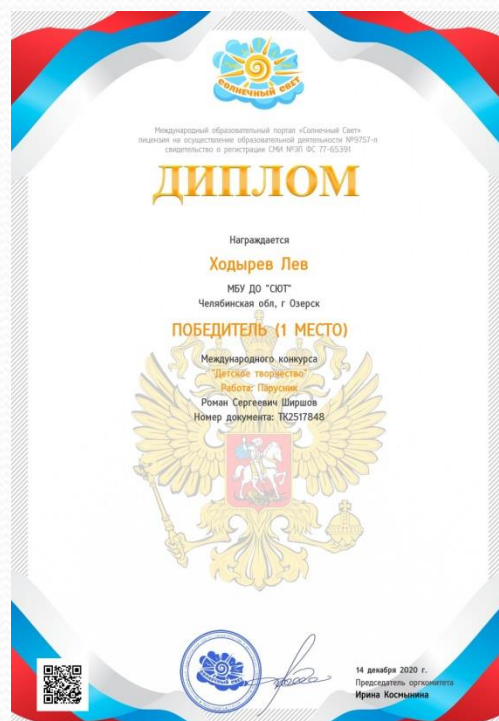 СОЛНЕЧНЫЙ СВЕТ
Международный образовательный портал «Солнечный Свет»
лицензия на осуществление образовательной деятельности №9757-л
свидетельство о регистрации СМИ №ЭЛ ФС 77-65391
ДИПЛОМ
Награждается
Ходырев Лев
МБУ ДО "СЮТ"
Челябинская обл, г Озерск
ПОБЕДИТЕЛЬ (1 МЕСТО)
Международного конкурса
"Детское творчество"
Работа: Парусник
Роман Сергеевич Ширшов
Номер документа: ТК2517848
СОЛНЕЧНЫЙ СВЕТ
14 декабря 2020 г.
Председатель оргкомитета
Ирина Космынина